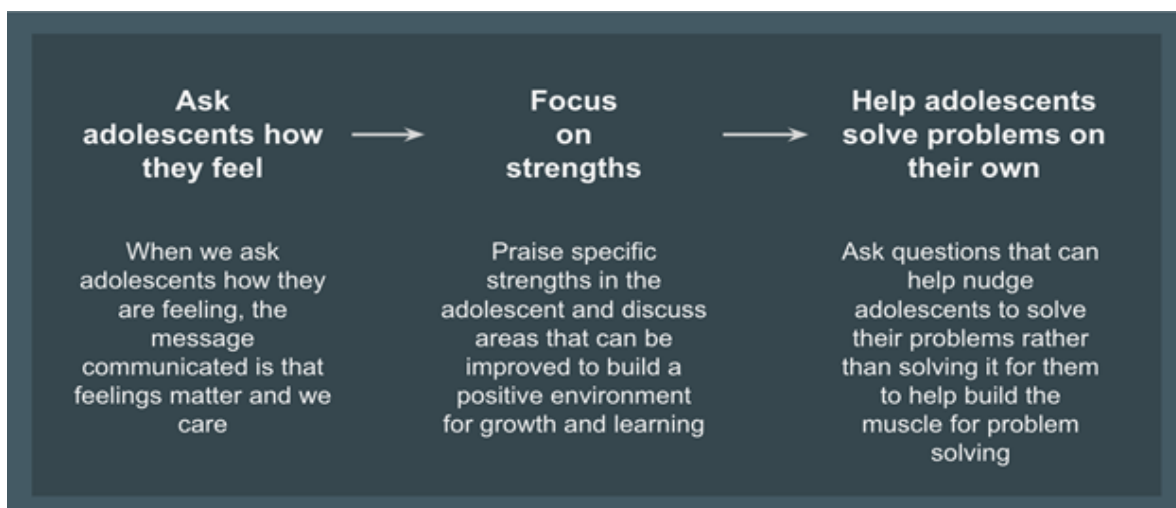 Ask
adolescents how
they feel
When we ask
adolescents how they
are feeling, the
message
communicated is that
feelings matter and we
care
Focus
on
strengths
Praise specific
strengths in the
adolescent and discuss
areas that can be
improved to build a
positive environment
for growth and learning
Help adolescents
solve problems on
their own
Ask questions that can
help nudge
adolescents to solve
their problems rather
than solving it for them
to help build the
muscle for problem
solving